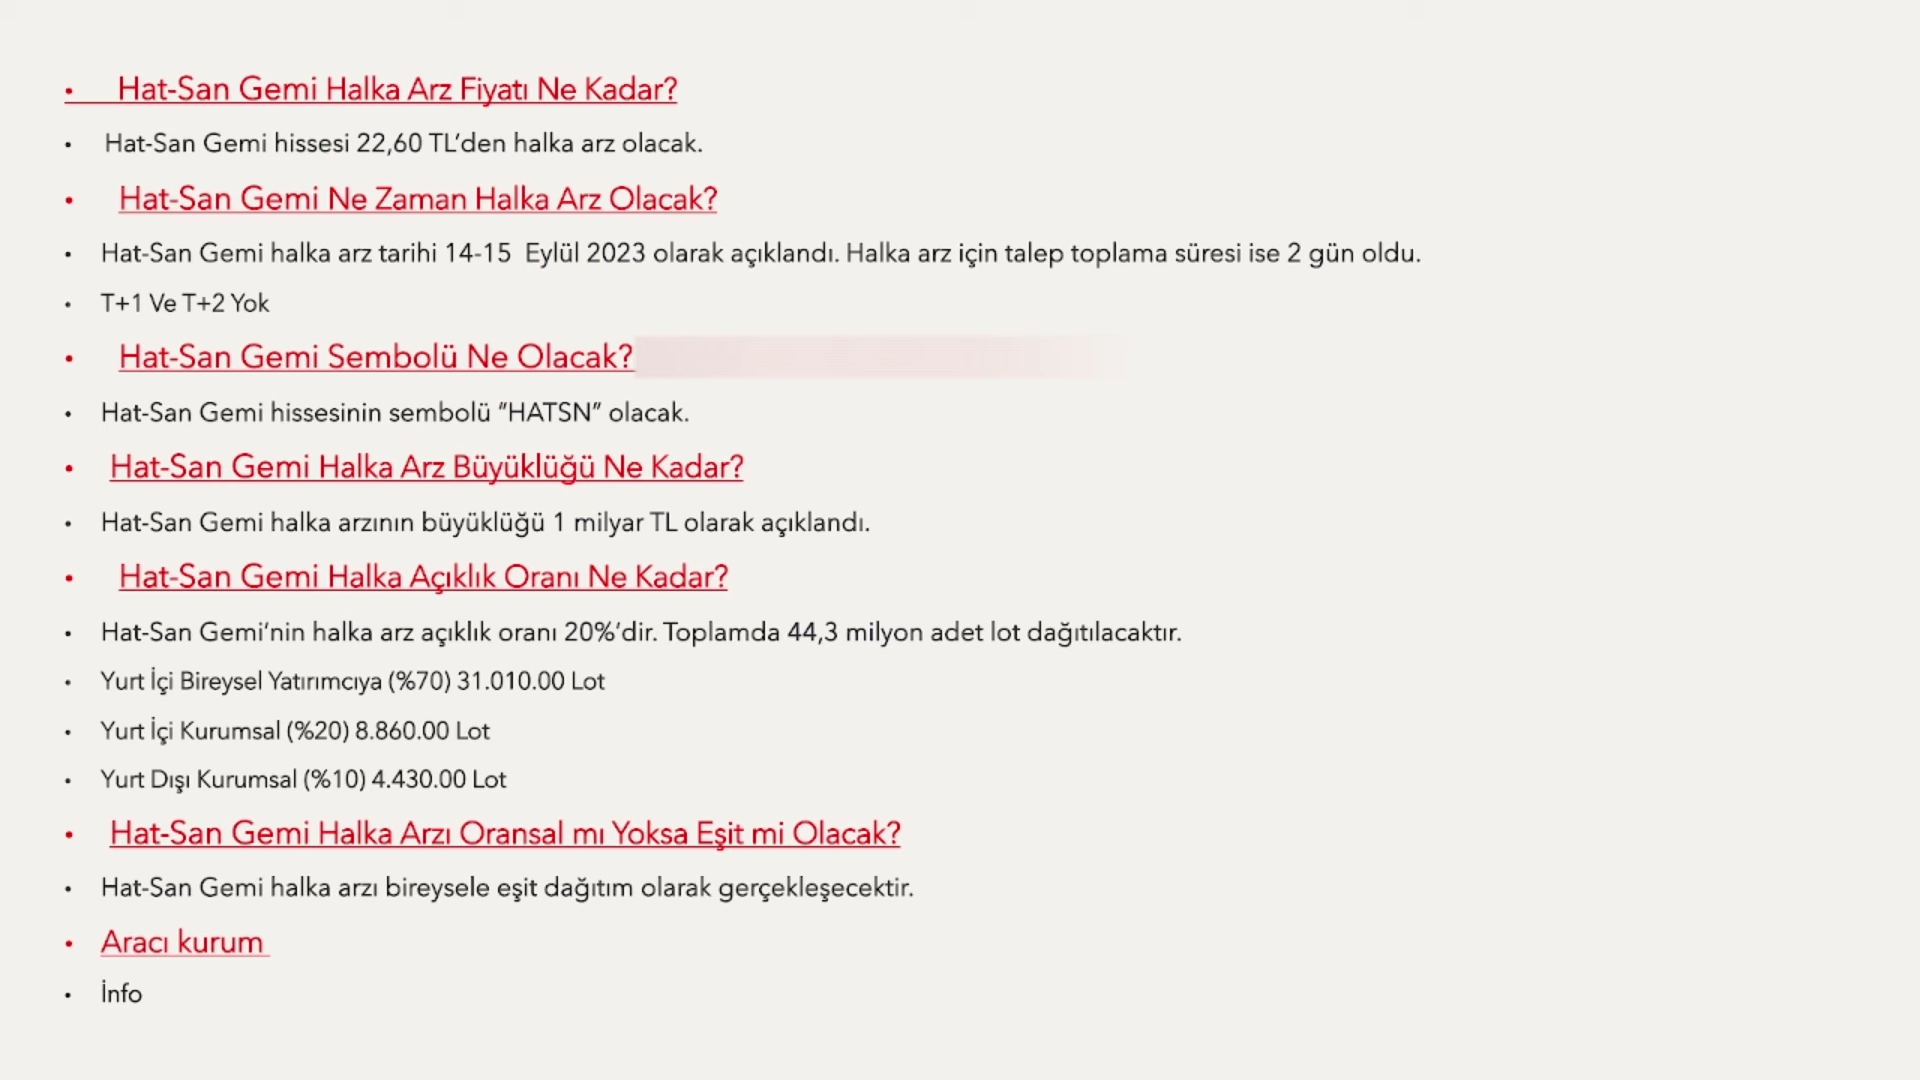 • Hat-San Gemi Halka Arz Fiyatı Ne Kadar?
• Hat-San Gemi hissesi 22,60 TL’den halka arz olacak.
• Hat-San Gemi Ne Zaman Halka Arz Olacak?
• Hat-San Gemi halka arz tarihi 14-15 Eylül 2023 olarak açıklandı. Halka arz için talep toplama süresi ise 2 gün oldu.
• T+1 Ve T+2 Yok
• Hat-San Gemi Sembolü Ne Olacak?
• Hat-San Gemi hissesinin sembolü “HATSN” olacak.
• Hat-San Gemi Halka Arz Büyüklüğü Ne Kadar?
• Hat-San Gemi halka arzının büyüklüğü 1 milyar TL olarak açıklandı.
• Hat-San Gemi Halka Açıklık Oranı Ne Kadar?
• Hat-San Gemi’nin halka arz açıklık oranı 20%’dir. Toplamda 44,3 milyon adet lot dağıtılacaktır.
• Yurt İçi Bireysel Yatırımcıya (%70) 31.010.00 Lot
• Yurt İçi Kurumsal (%20) 8.860.00 Lot
• Yurt Dışı Kurumsal (%10) 4.430.00 Lot
• Hat-San Gemi Halka Arzı Oransal mı Yoksa Eşit mi Olacak?
• Hat-San Gemi halka arzı bireysele eşit dağıtım olarak gerçekleşecektir.
• Aracı kurum
• İnfo